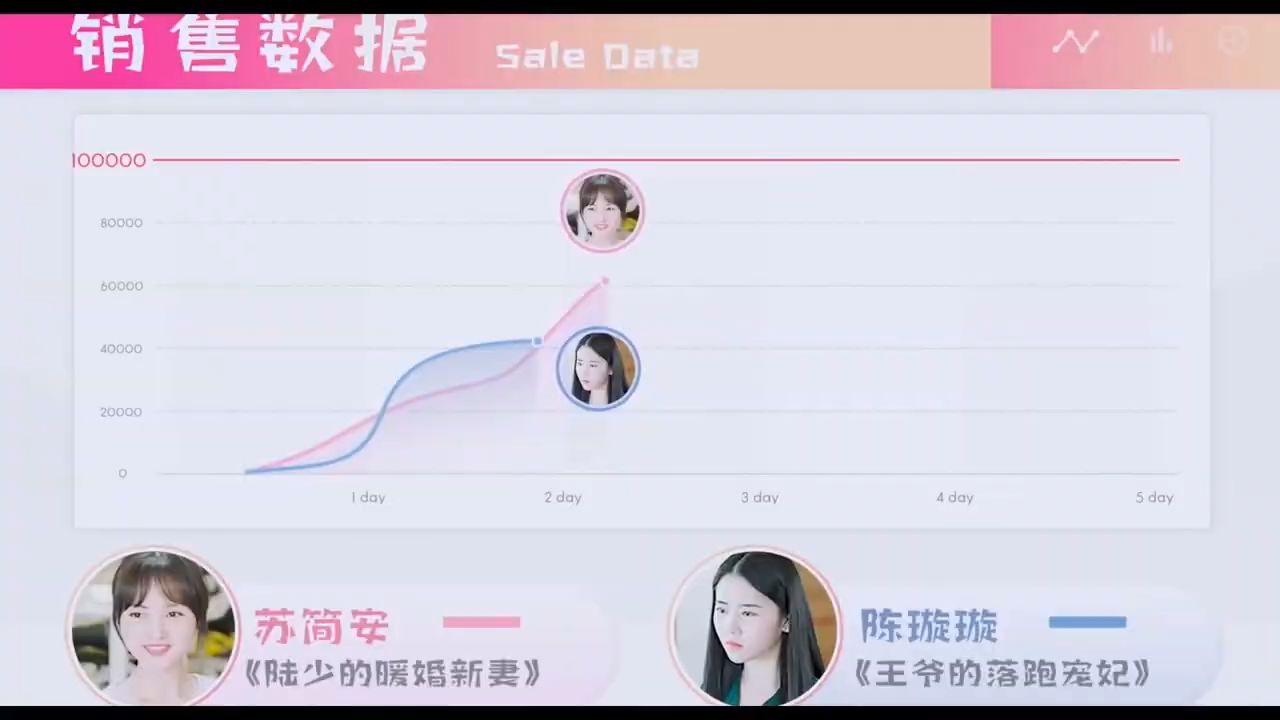 销售数据 Sale Data
100000
80000
60000
40000
20000
0
1 day 2 day 3 day 4 day 5 day
苏简安
《陆少的暖婚新妻》
陈璇璇
《王爷的落跑宠妃》